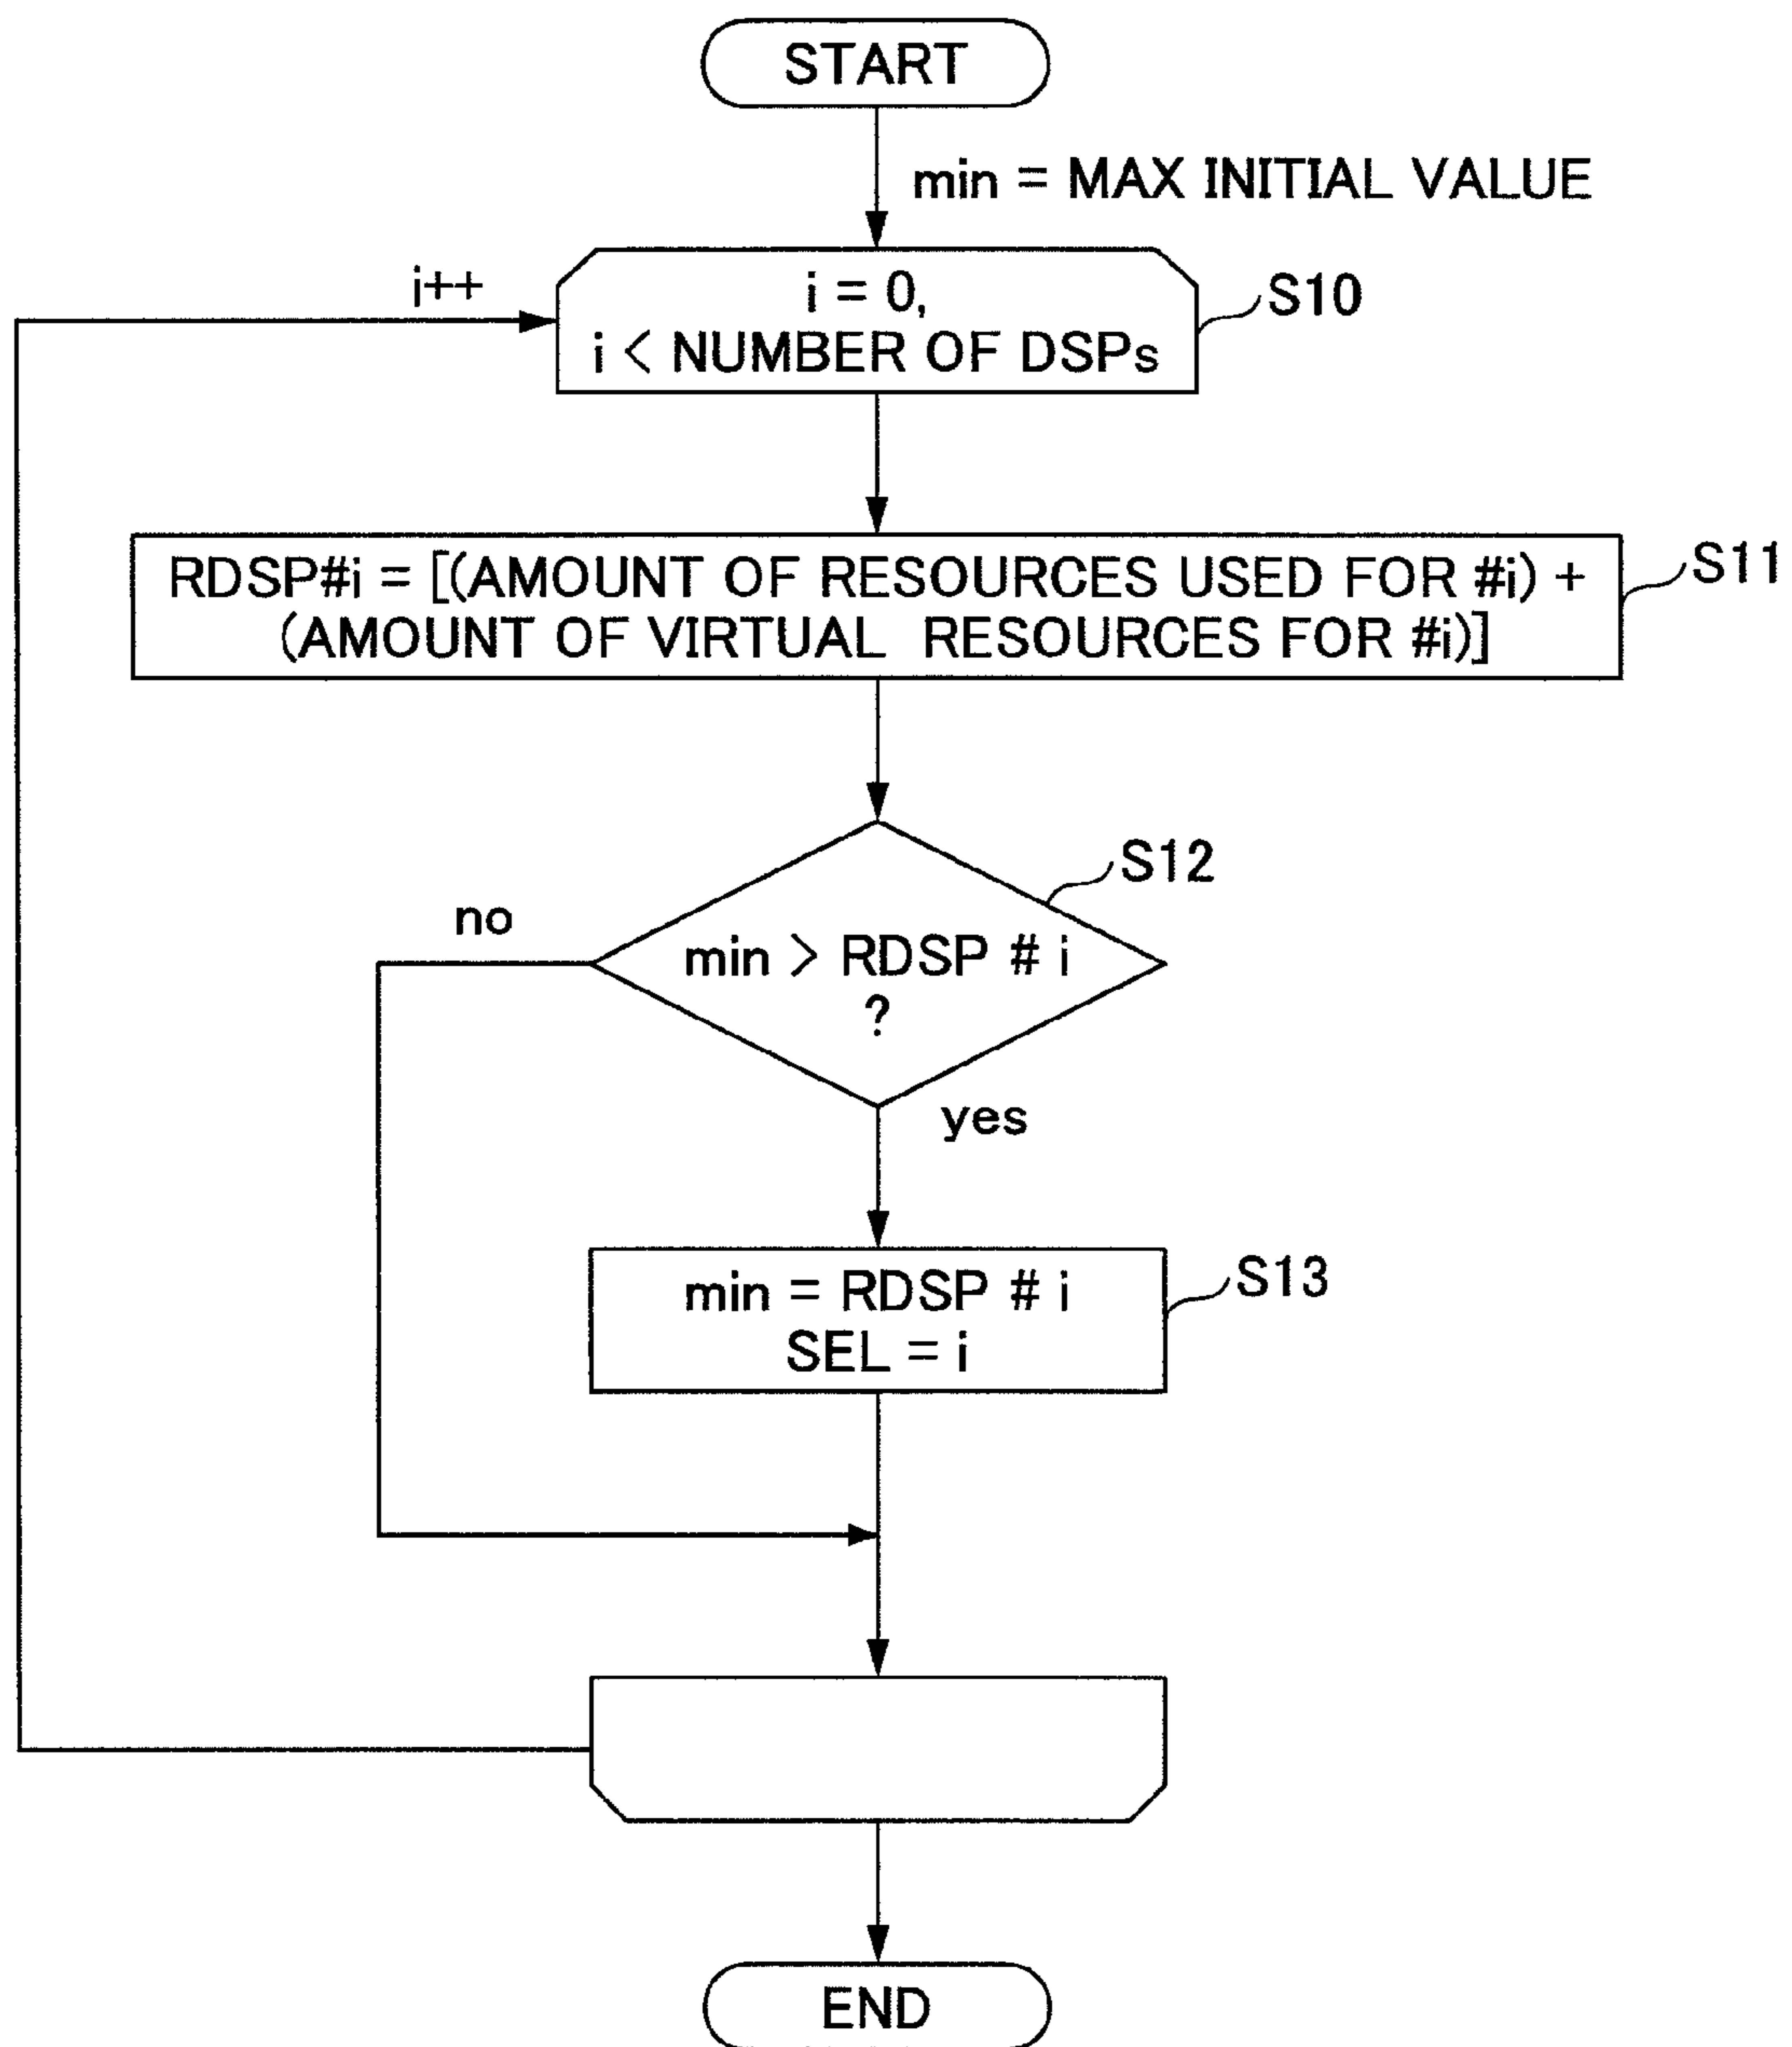 START
min = MAX INITIAL VALUE
i++
i = 0,
i < NUMBER OF DSPs
S10
RDSP#i = [(AMOUNT OF RESOURCES USED FOR #i) +
(AMOUNT OF VIRTUAL RESOURCES FOR #i)]
S11
S12
no
min > RDSP # i
?
yes
min = RDSP # i
SEL = i
S13
END